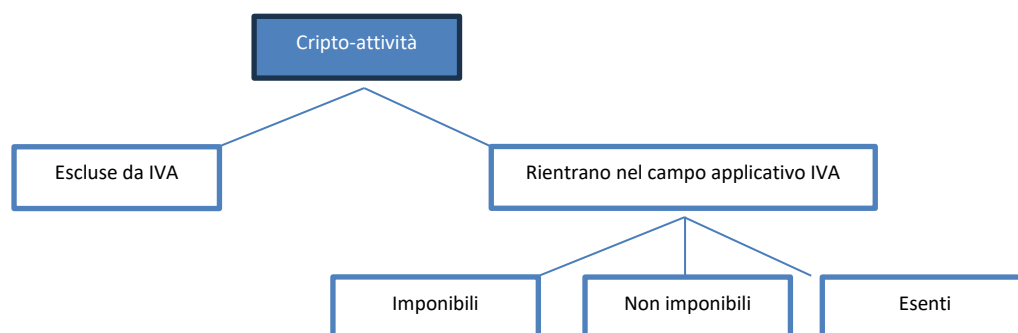 Cripto-attività
Escluse da IVA
Rientrano nel campo applicativo IVA
Imponibili
Non imponibili
Esenti